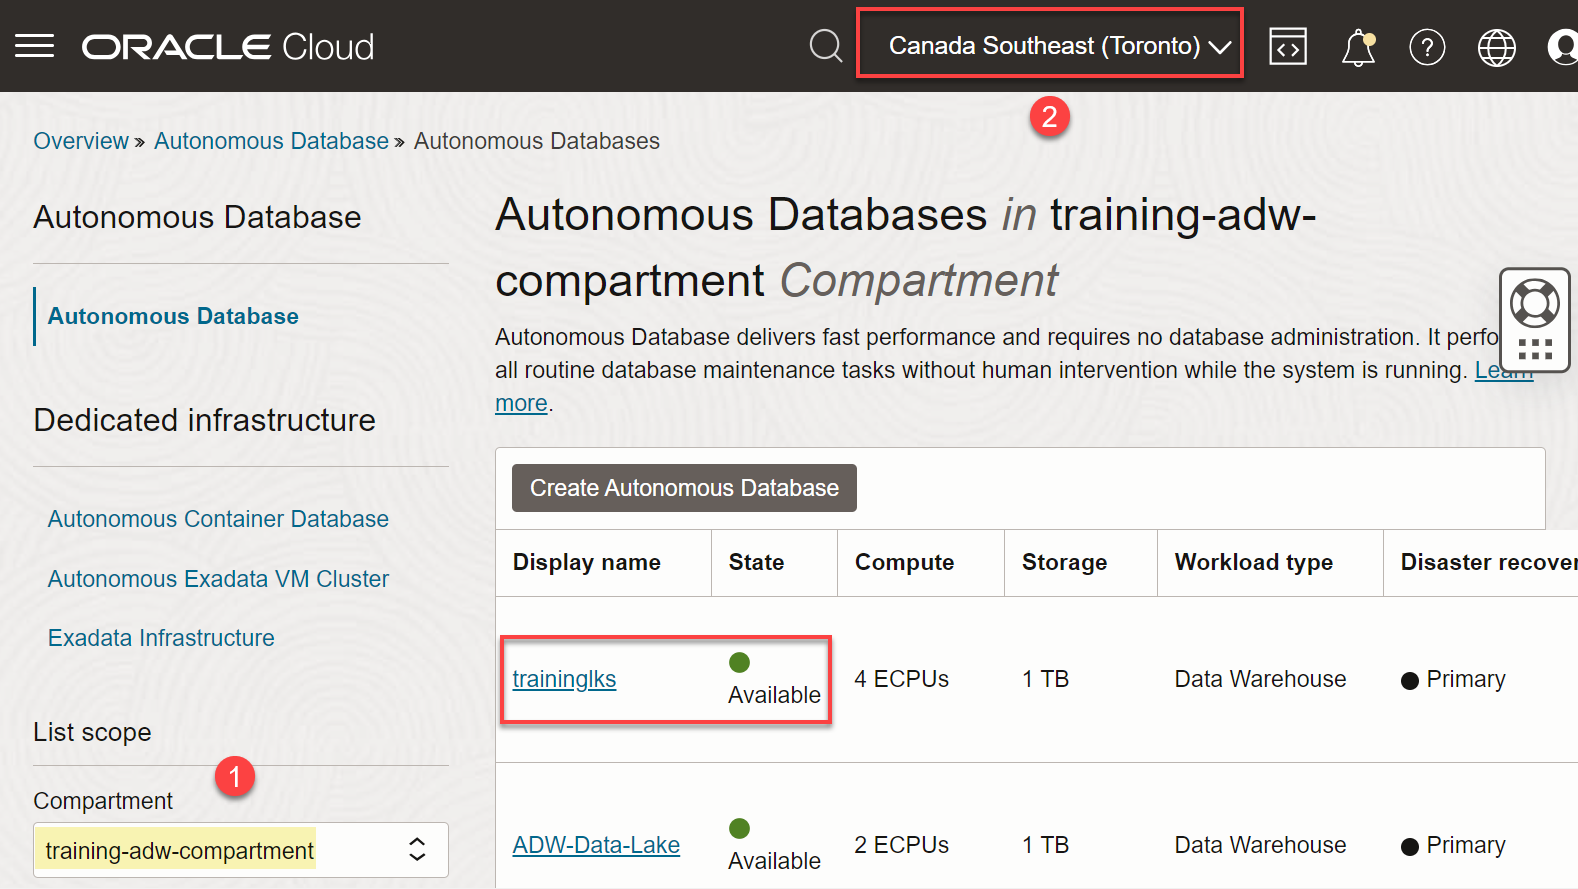 ORACLE Cloud
Canada Southeast (Toronto)
2
Overview » Autonomous Database » Autonomous Databases
Autonomous Database
Autonomous Database
Dedicated infrastructure
Autonomous Container Database
Autonomous Exadata VM Cluster
Exadata Infrastructure
List scope
1
Compartment
training-adw-compartment
Autonomous Databases in training-adw-
compartment Compartment
Autonomous Database delivers fast performance and requires no database administration. It perfo
all routine database maintenance tasks without human intervention while the system is running. Learn
more.
Create Autonomous Database
Display name State Compute Storage Workload type Disaster recover
traininglks Available 4 ECPUs 1 TB Data Warehouse Primary
ADW-Data-Lake Available 2 ECPUs 1 TB Data Warehouse Primary